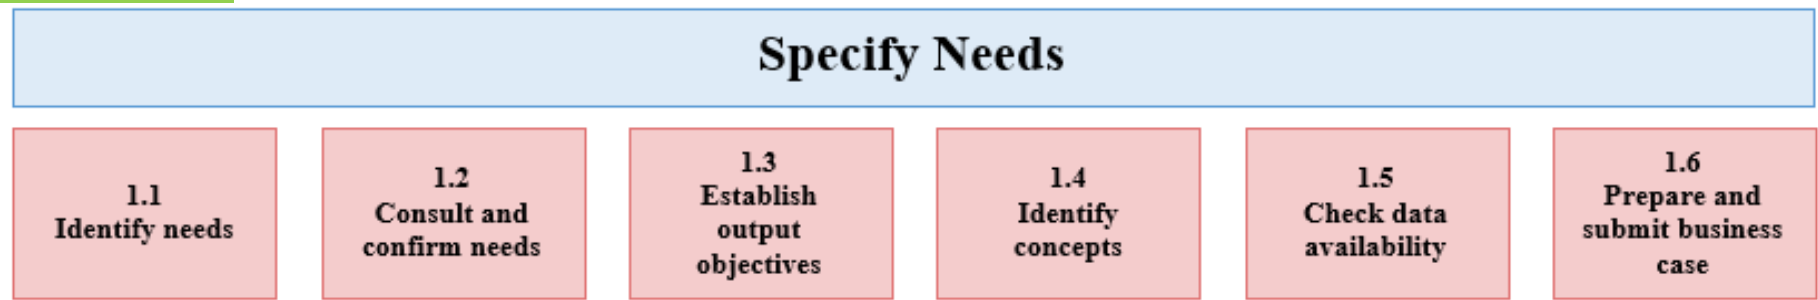 Specify Needs
1.1
Identify needs
1.2
Consult and
confirm needs
1.3
Establish
output
objectives
1.4
Identify
concepts
1.5
Check data
availability
1.6
Prepare and
submit business
case